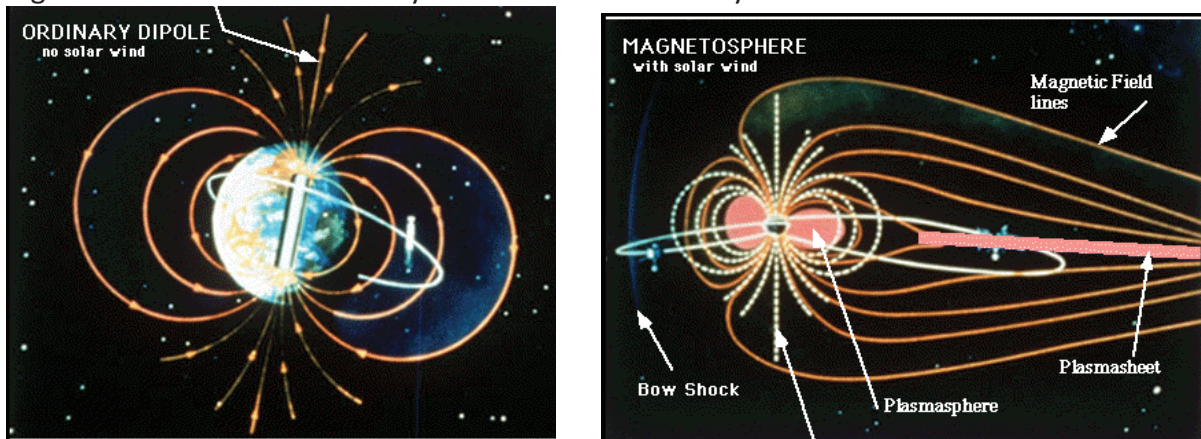 ORDINARY DIPOLE
no solar wind
MAGNETOSPHERE
with solar wind
Magnetic Field
lines
Bow Shock
Plasmasphere
Plasmasheet